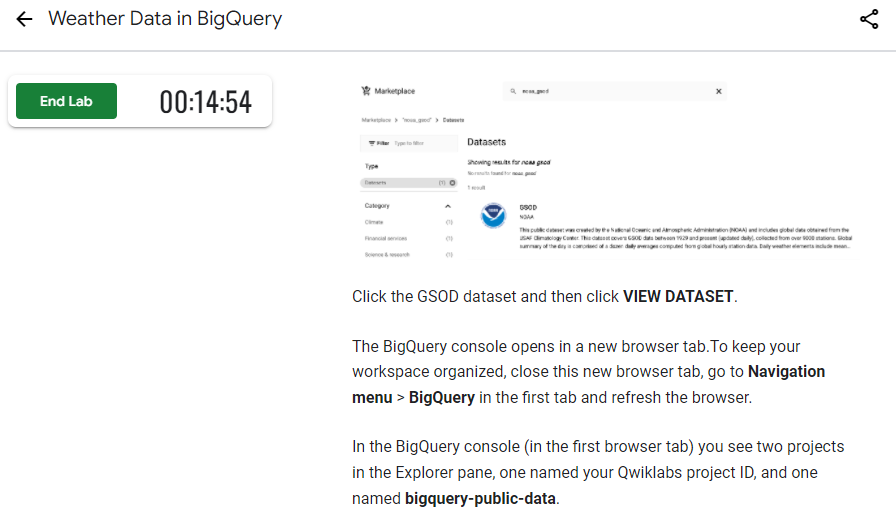 Weather Data in BigQuery
End Lab
00:14:54
Marketplace
noaa_gsod
Marketplace > "noaa_gsod" > Datasets
Filter Type to filter
Datasets
Showing results for noaa gsod
No results found for noaa_gsod
Type
1 result
Datasets (1)
Category
GSOD
NOAA
Climate (1)
This public dataset was created by the National Oceanic and Atmospheric Administration (NOAA) and includes global data obtained from the
Financial services (1)
USAF Climatology Center. This dataset covers GSOD data between 1929 and present (updated daily), collected from over 9000 stations. Global
summary of the day is comprised of a dozen daily averages computed from global hourly station data. Daily weather elements include mean...
Science & research (1)
Click the GSOD dataset and then click VIEW DATASET.
The BigQuery console opens in a new browser tab.To keep your
workspace organized, close this new browser tab, go to Navigation
menu > BigQuery in the first tab and refresh the browser.
In the BigQuery console (in the first browser tab) you see two projects
in the Explorer pane, one named your Qwiklabs project ID, and one
named bigquery-public-data.